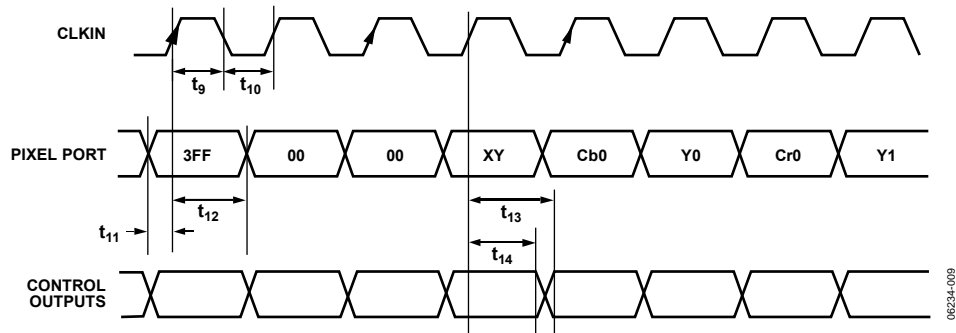 CLKIN
t9
t10
PIXEL PORT
3FF
00
00
XY
Cb0
Y0
Cr0
Y1
t12
t13
t11
t14
CONTROL
OUTPUTS
06234-009